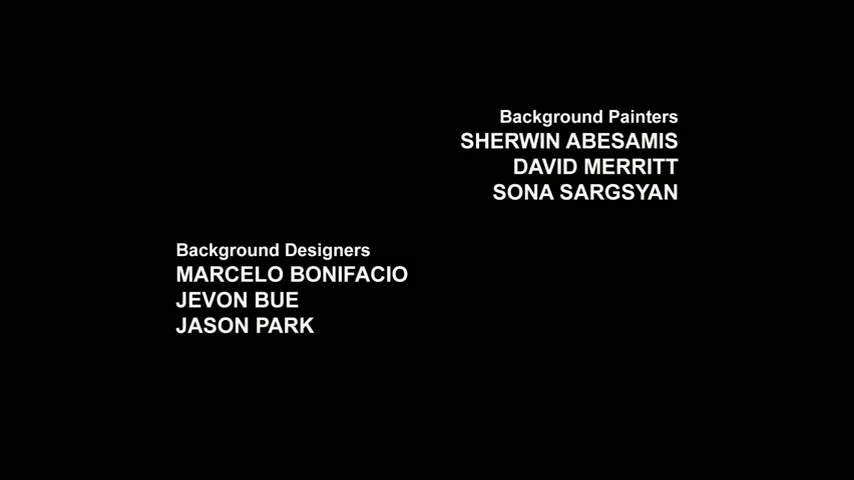 Background Painters
SHERWIN ABESAMIS
DAVID MERRITT
SONA SARGSYAN
Background Designers
MARCELO BONIFACIO
JEVON BUE
JASON PARK